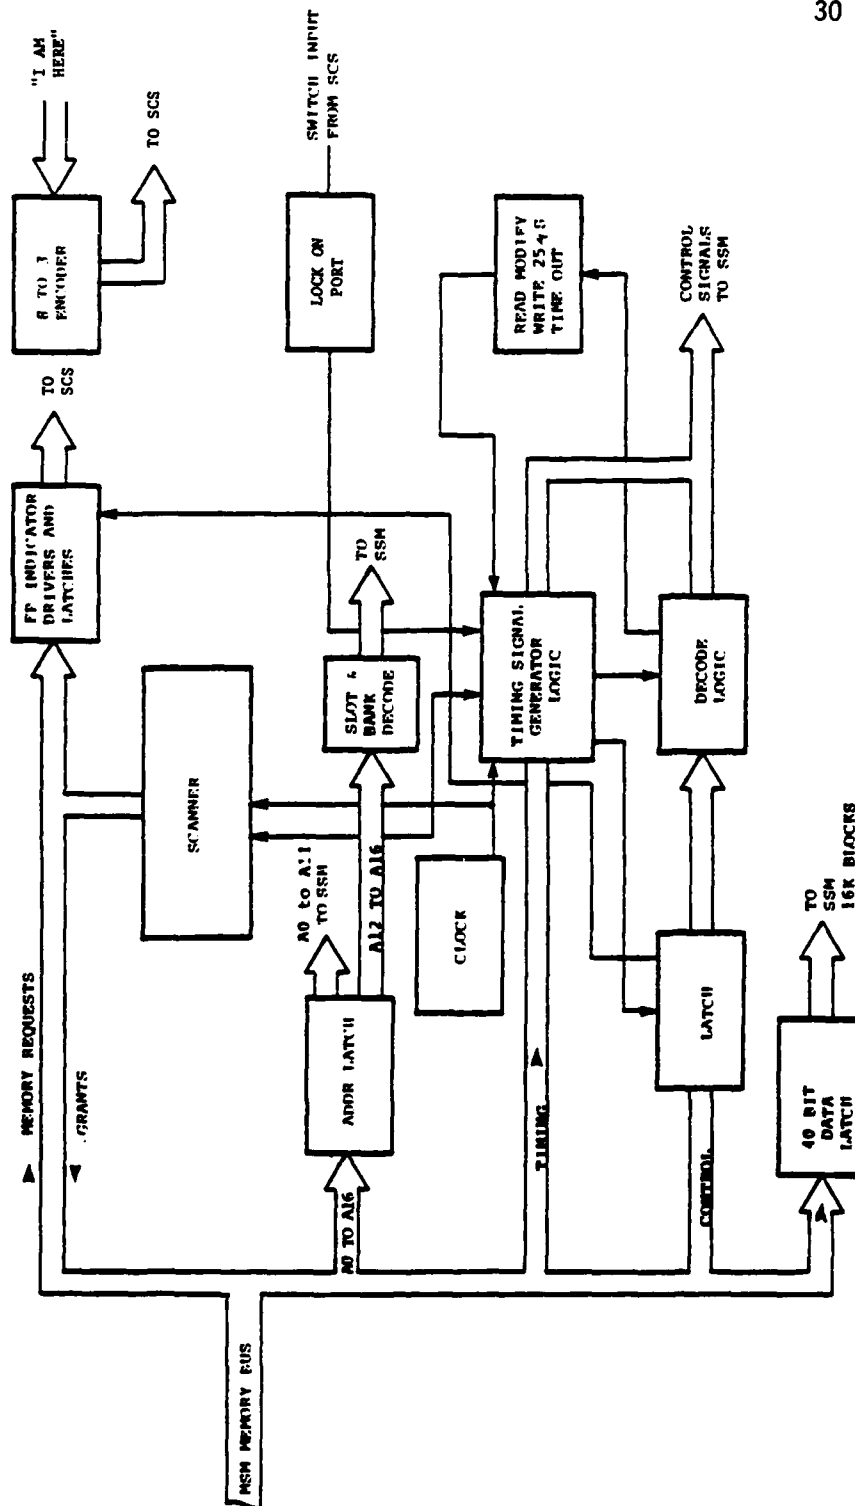 30
"I AM
HERE"
8 TO 3
ENCODER
TO SCS
TO
SCS
FP INDICATOR
DRIVERS AND
LATCHES
SWITCH INPUT
FROM SCS
LOCK ON
PORT
SCANNER
MEMORY REQUESTS
GRANTS
TO
SSM
SLOT &
BANK
DECODE
A0 to A11
TO SSM
A12 TO A16
ADDR LATCH
A0 TO A16
READ MODIFY
WRITE
TIME OUT
TIMING SIGNAL
GENERATOR
LOGIC
CLOCK
TIMING
CONTROL
SIGNALS
TO SSM
DECODE
LOGIC
LATCH
CONTROL
TO
SSM
16K BLOCKS
40 BIT
DATA
LATCH
MSM MEMORY BUS